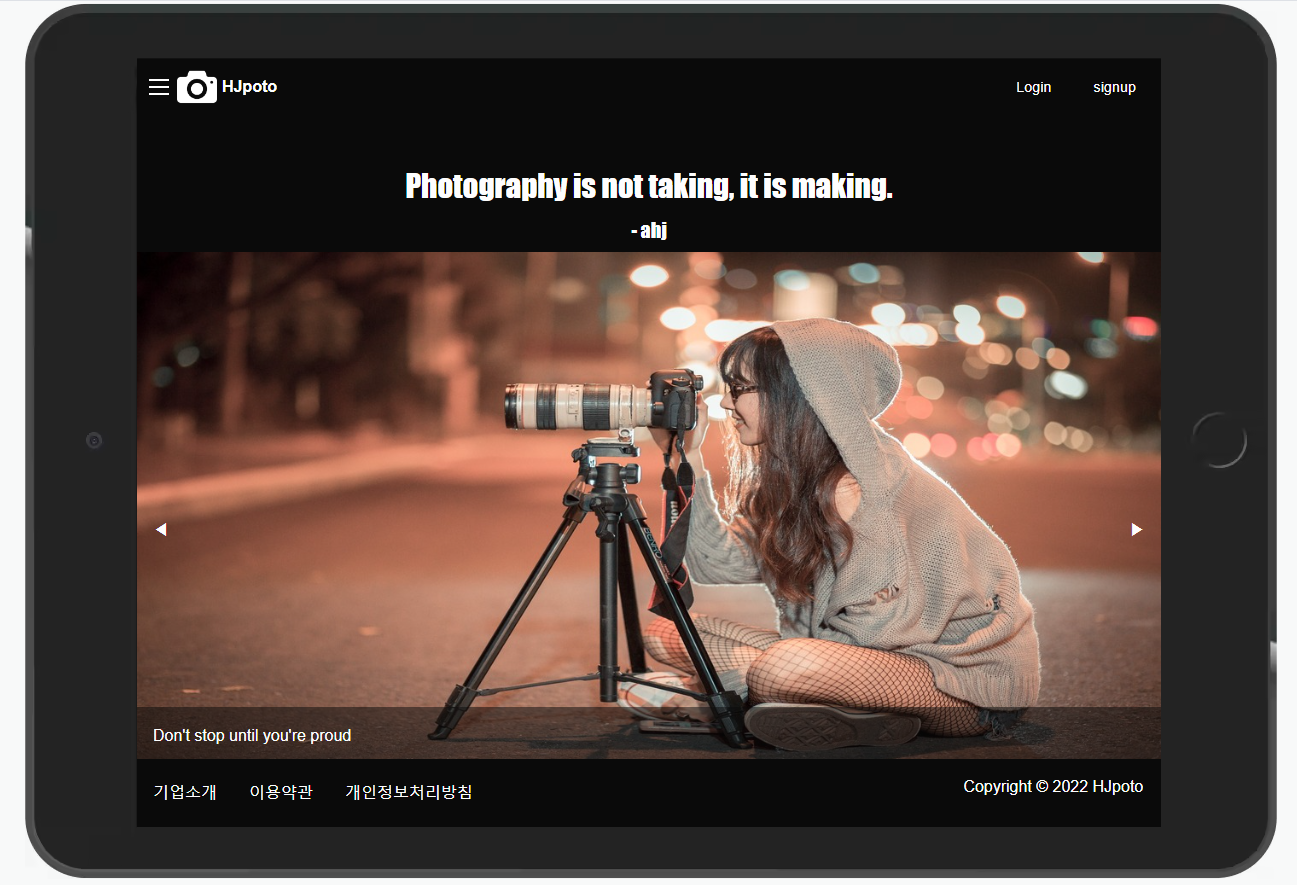 HJpoto
Login signup
Photography is not taking, it is making.
- ahj
Don't stop until you're proud
기업소개 이용약관 개인정보처리방침
Copyright © 2022 HJpoto